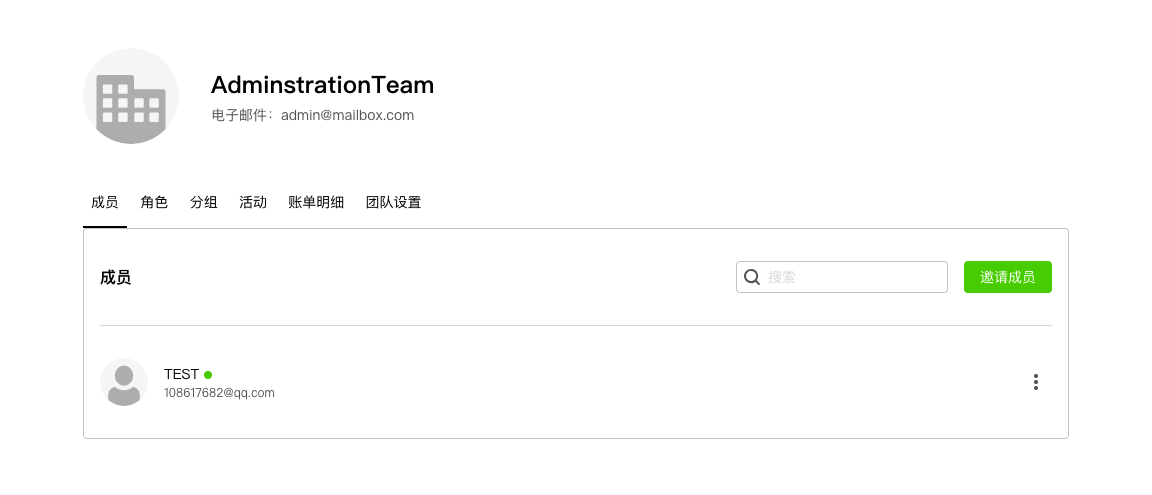 AdminstrationTeam
电子邮件：admin@mailbox.com
成员 角色 分组 活动 账单明细 团队设置
成员 搜索 邀请成员
TEST
108617682@qq.com